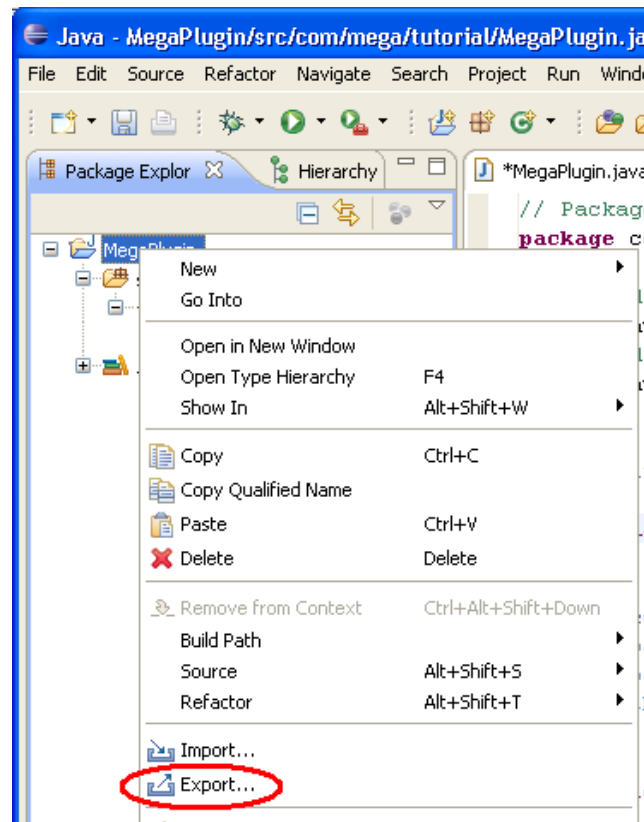 Java - MegaPlugin/src/com/mega/tutorial/MegaPlugin.ja
File Edit Source Refactor Navigate Search Project Run Windo
Package Explor Hierarchy *MegaPlugin.java
// Packag
package c
MegaPlugin
New
Go Into
Open in New Window
Open Type Hierarchy F4
Show In Alt+Shift+W
Copy Ctrl+C
Copy Qualified Name
Paste Ctrl+V
Delete Delete
Remove from Context Ctrl+Alt+Shift+Down
Build Path
Source Alt+Shift+S
Refactor Alt+Shift+T
Import...
Export...